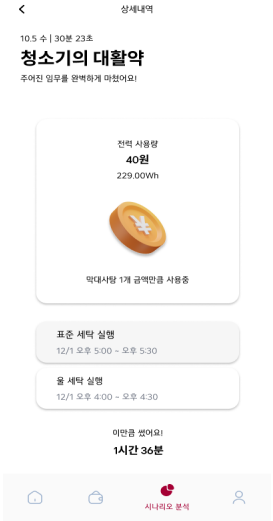 상세내역
10.5 수 | 30분 23초
청소기의 대활약
주어진 임무를 완벽하게 마쳤어요!
전력 사용량
40원
229.00Wh
막대사탕 1개 금액만큼 사용중
표준 세탁 실행
12/1 오후 5:00 - 오후 5:30
울 세탁 실행
12/1 오후 4:00 - 오후 4:30
이만큼 썼어요!
1시간 36분
시나리오 분석